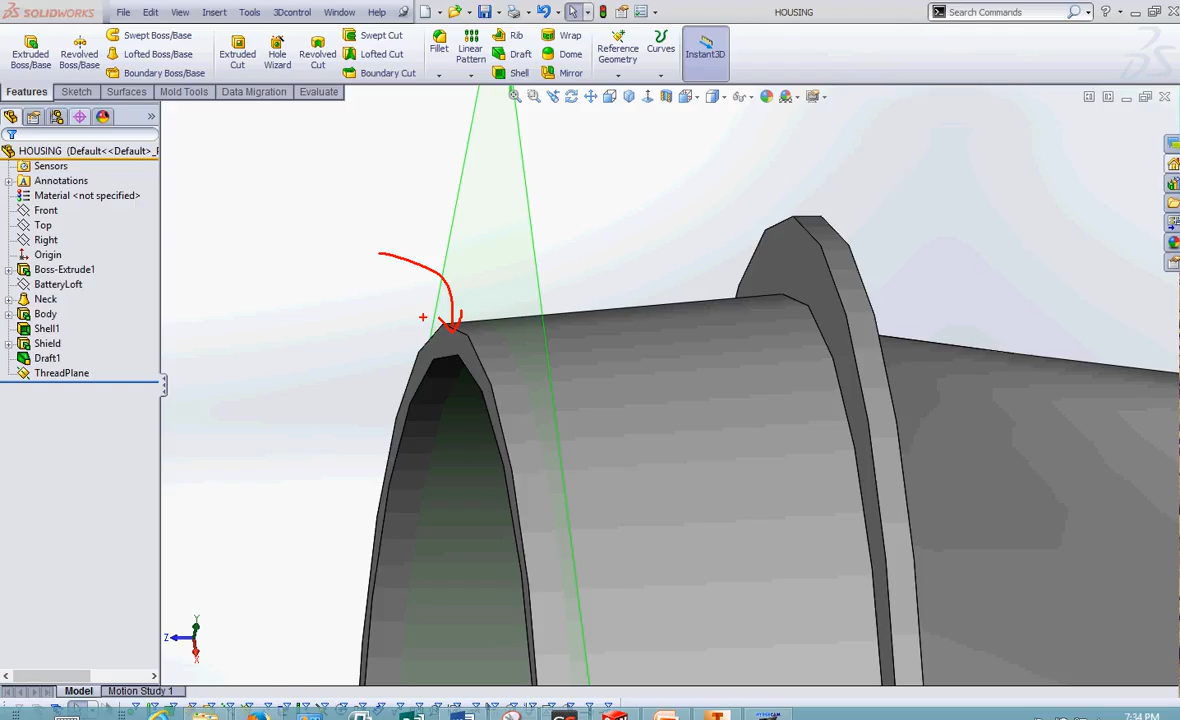 SOLIDWORKS File Edit View Insert Tools 3Dcontrol Window Help HOUSING Search Commands ?
Extruded Boss/Base Revolved Boss/Base Swept Boss/Base Lofted Boss/Base Boundary Boss/Base Extruded Cut Hole Wizard Revolved Cut Swept Cut Lofted Cut Boundary Cut Fillet Linear Pattern Rib Draft Shell Wrap Dome Mirror Reference Geometry Curves Instant3D
Features Sketch Surfaces Mold Tools Data Migration Evaluate
HOUSING (Default<<Default>_
Sensors
Annotations
Material <not specified>
Front
Top
Right
Origin
Boss-Extrude1
BatteryLoft
Neck
Body
Shell1
Shield
Draft1
ThreadPlane
Y
Z
X
Model Motion Study 1
7:34 PM